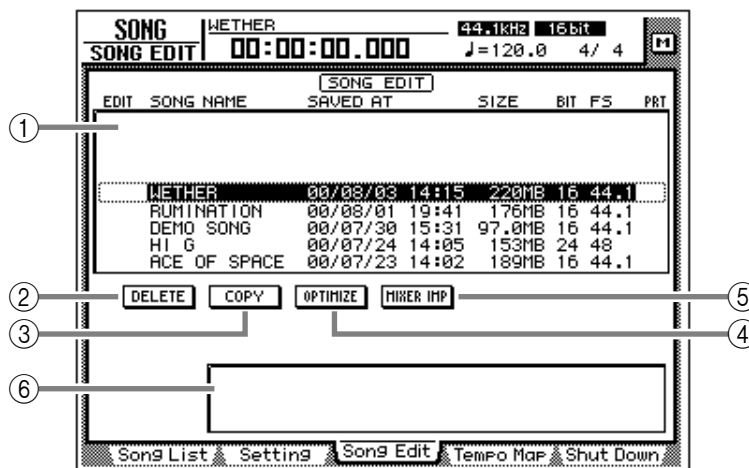 SONG WETHER 44.1kHz 16bit
SONG EDIT 00:00:00.000 ♩=120.0 4/ 4 M
SONG EDIT
EDIT SONG NAME SAVED AT SIZE BIT FS PRT
①
WETHER 00/08/03 14:15 220MB 16 44.1
RUMINATION 00/08/01 19:41 176MB 16 44.1
DEMO SONG 00/07/30 15:31 97.0MB 16 44.1
HI G 00/07/24 14:05 153MB 24 48
ACE OF SPACE 00/07/23 14:02 189MB 16 44.1
② DELETE COPY OPTIMIZE MIXER IMP ⑤
③ ④
⑥
Song List Setting Song Edit Tempo Map Shut Down